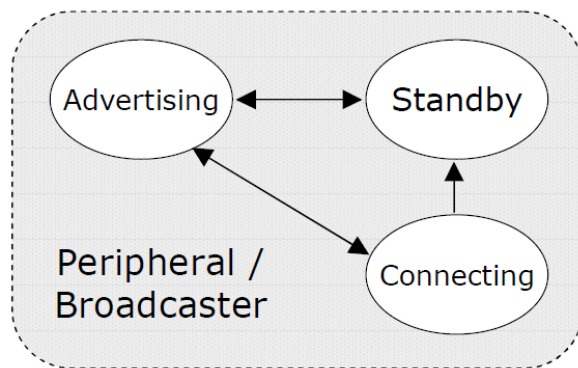 Advertising
Standby
Peripheral /
Broadcaster
Connecting